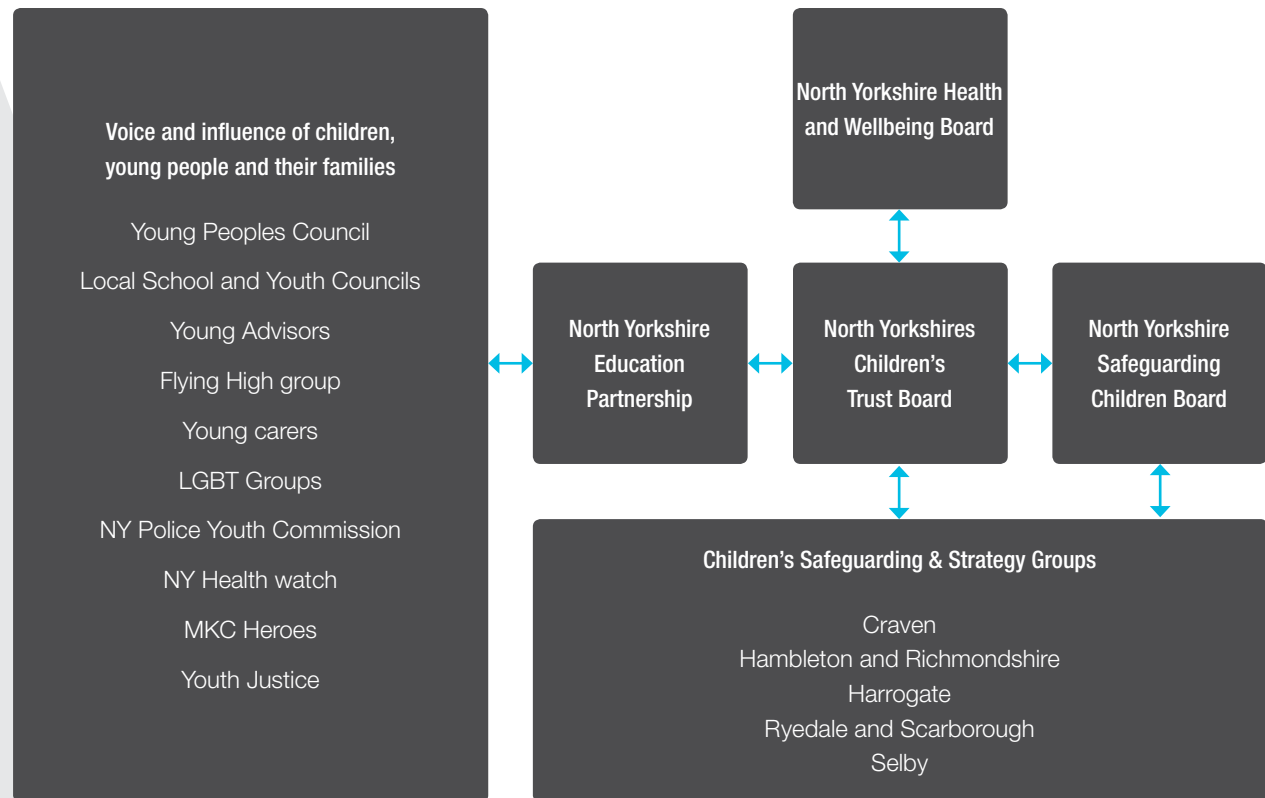 Voice and influence of children,
young people and their families
Young Peoples Council
Local School and Youth Councils
Young Advisors
Flying High group
Young carers
LGBT Groups
NY Police Youth Commission
NY Health watch
MKC Heroes
Youth Justice
North Yorkshire Health
and Wellbeing Board
North Yorkshire
Education
Partnership
North Yorkshires
Children’s
Trust Board
North Yorkshire
Safeguarding
Children Board
Children’s Safeguarding & Strategy Groups
Craven
Hambleton and Richmondshire
Harrogate
Ryedale and Scarborough
Selby